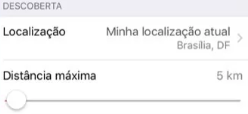 DESCOBERTA
Localização Minha localização atual
Brasília, DF
Distância máxima 5 km